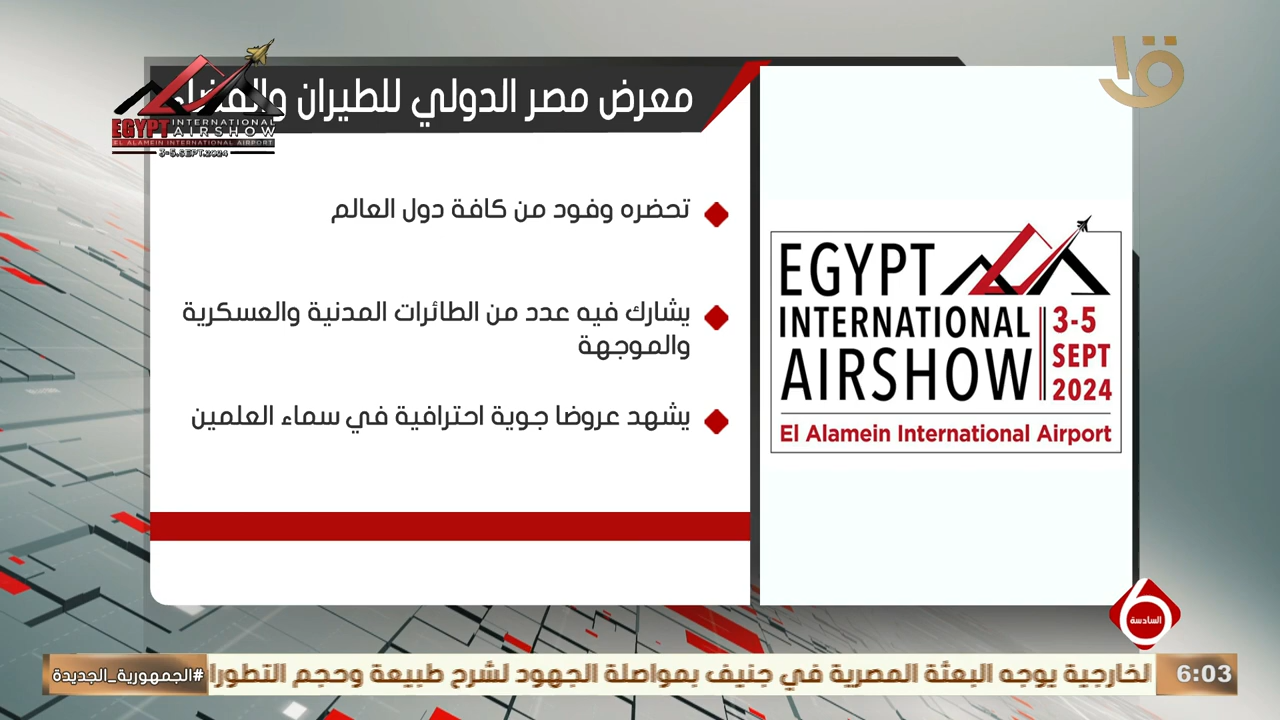 معرض مصر الدولي للطيران والفضاء
EGYPT INTERNATIONAL
AIRSHOW
EL ALAMEIN INTERNATIONAL AIRPORT
3-5.SEPT.2024
تحضره وفود من كافة دول العالم
يشارك فيه عدد من الطائرات المدنية والعسكرية
والموجهة
يشهد عروضا جوية احترافية في سماء العلمين
EGYPT
INTERNATIONAL
AIRSHOW
3-5
SEPT
2024
El Alamein International Airport
السادسة
6:03
لخارجية يوجه البعثة المصرية في جنيف بمواصلة الجهود لشرح طبيعة وحجم التطورا
#الجمهورية_الجديدة